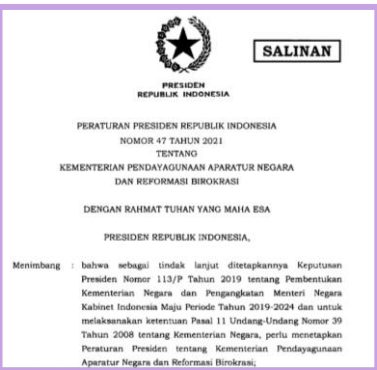 SALINAN
PRESIDEN
REPUBLIK INDONESIA
PERATURAN PRESIDEN REPUBLIK INDONESIA
NOMOR 47 TAHUN 2021
TENTANG
KEMENTERIAN PENDAYAGUNAAN APARATUR NEGARA
DAN REFORMASI BIROKRASI
DENGAN RAHMAT TUHAN YANG MAHA ESA
PRESIDEN REPUBLIK INDONESIA,
Menimbang : bahwa sebagai tindak lanjut ditetapkannya Keputusan
Presiden Nomor 113/P Tahun 2019 tentang Pembentukan
Kementerian Negara dan Pengangkatan Menteri Negara
Kabinet Indonesia Maju Periode Tahun 2019-2024 dan untuk
melaksanakan ketentuan Pasal 11 Undang-Undang Nomor 39
Tahun 2008 tentang Kementerian Negara, perlu menetapkan
Peraturan Presiden tentang Kementerian Pendayagunaan
Aparatur Negara dan Reformasi Birokrasi;